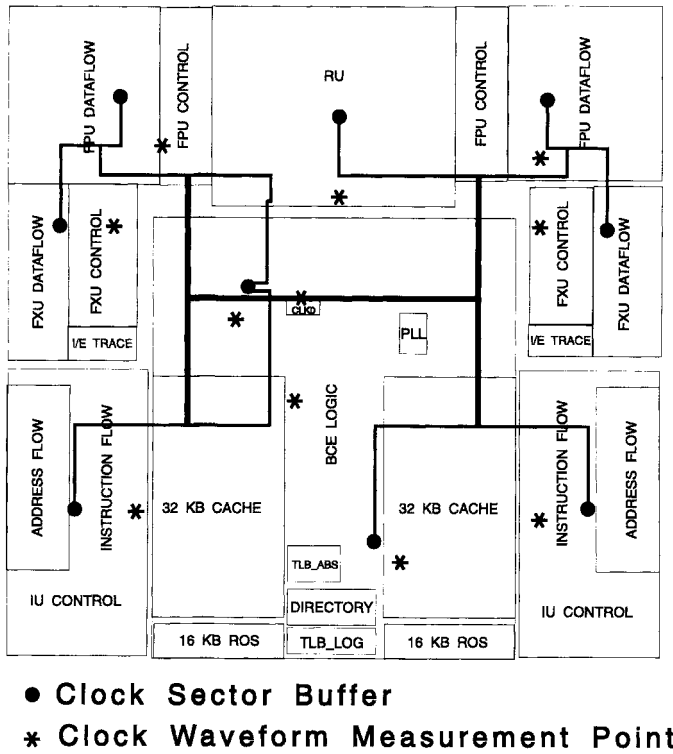 FPU DATAFLOW
FPU CONTROL
RU
FPU CONTROL
FPU DATAFLOW
FXU DATAFLOW
FXU CONTROL
I/E TRACE
CLKD
PLL
FXU CONTROL
FXU DATAFLOW
I/E TRACE
ADDRESS FLOW
INSTRUCTION FLOW
32 KB CACHE
BCE LOGIC
32 KB CACHE
INSTRUCTION FLOW
ADDRESS FLOW
TLB_ABS
IU CONTROL
DIRECTORY
IU CONTROL
16 KB ROS
TLB_LOG
16 KB ROS
● Clock Sector Buffer
* Clock Waveform Measurement Point